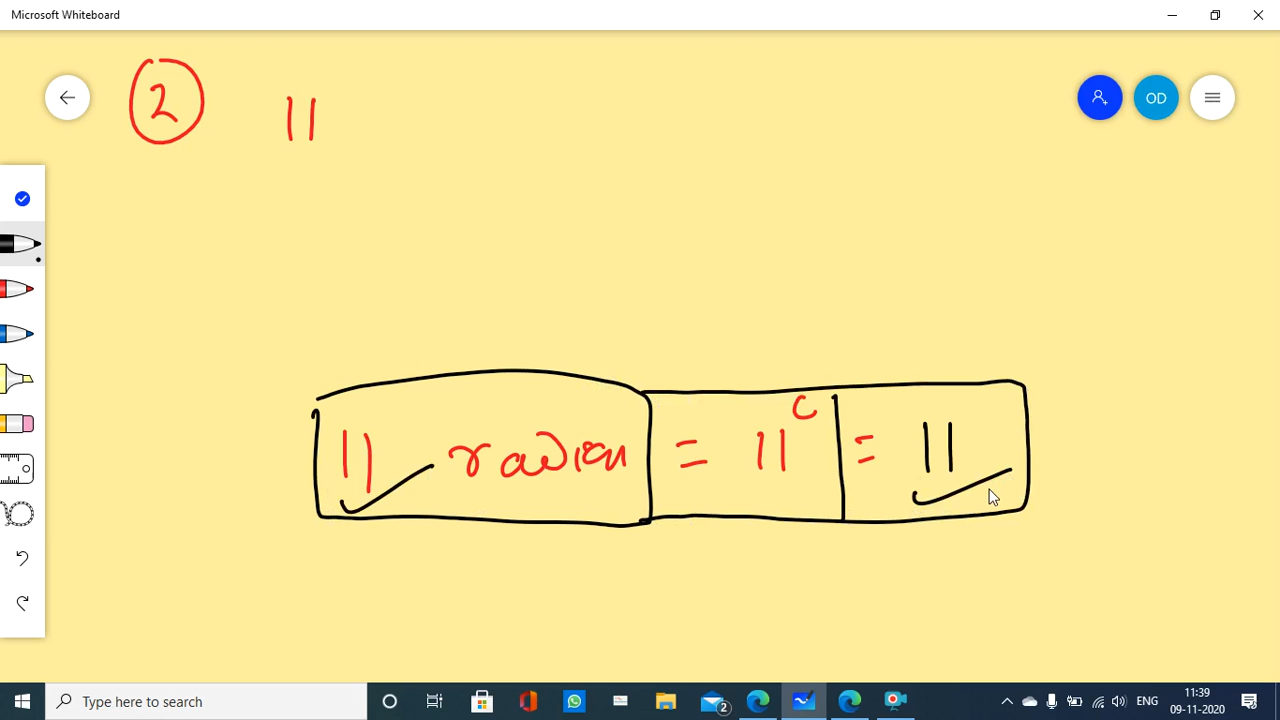 Microsoft Whiteboard
② 11
OD
11 radian = 11ᶜ = 11
Type here to search
2
ENG
11:39
09-11-2020